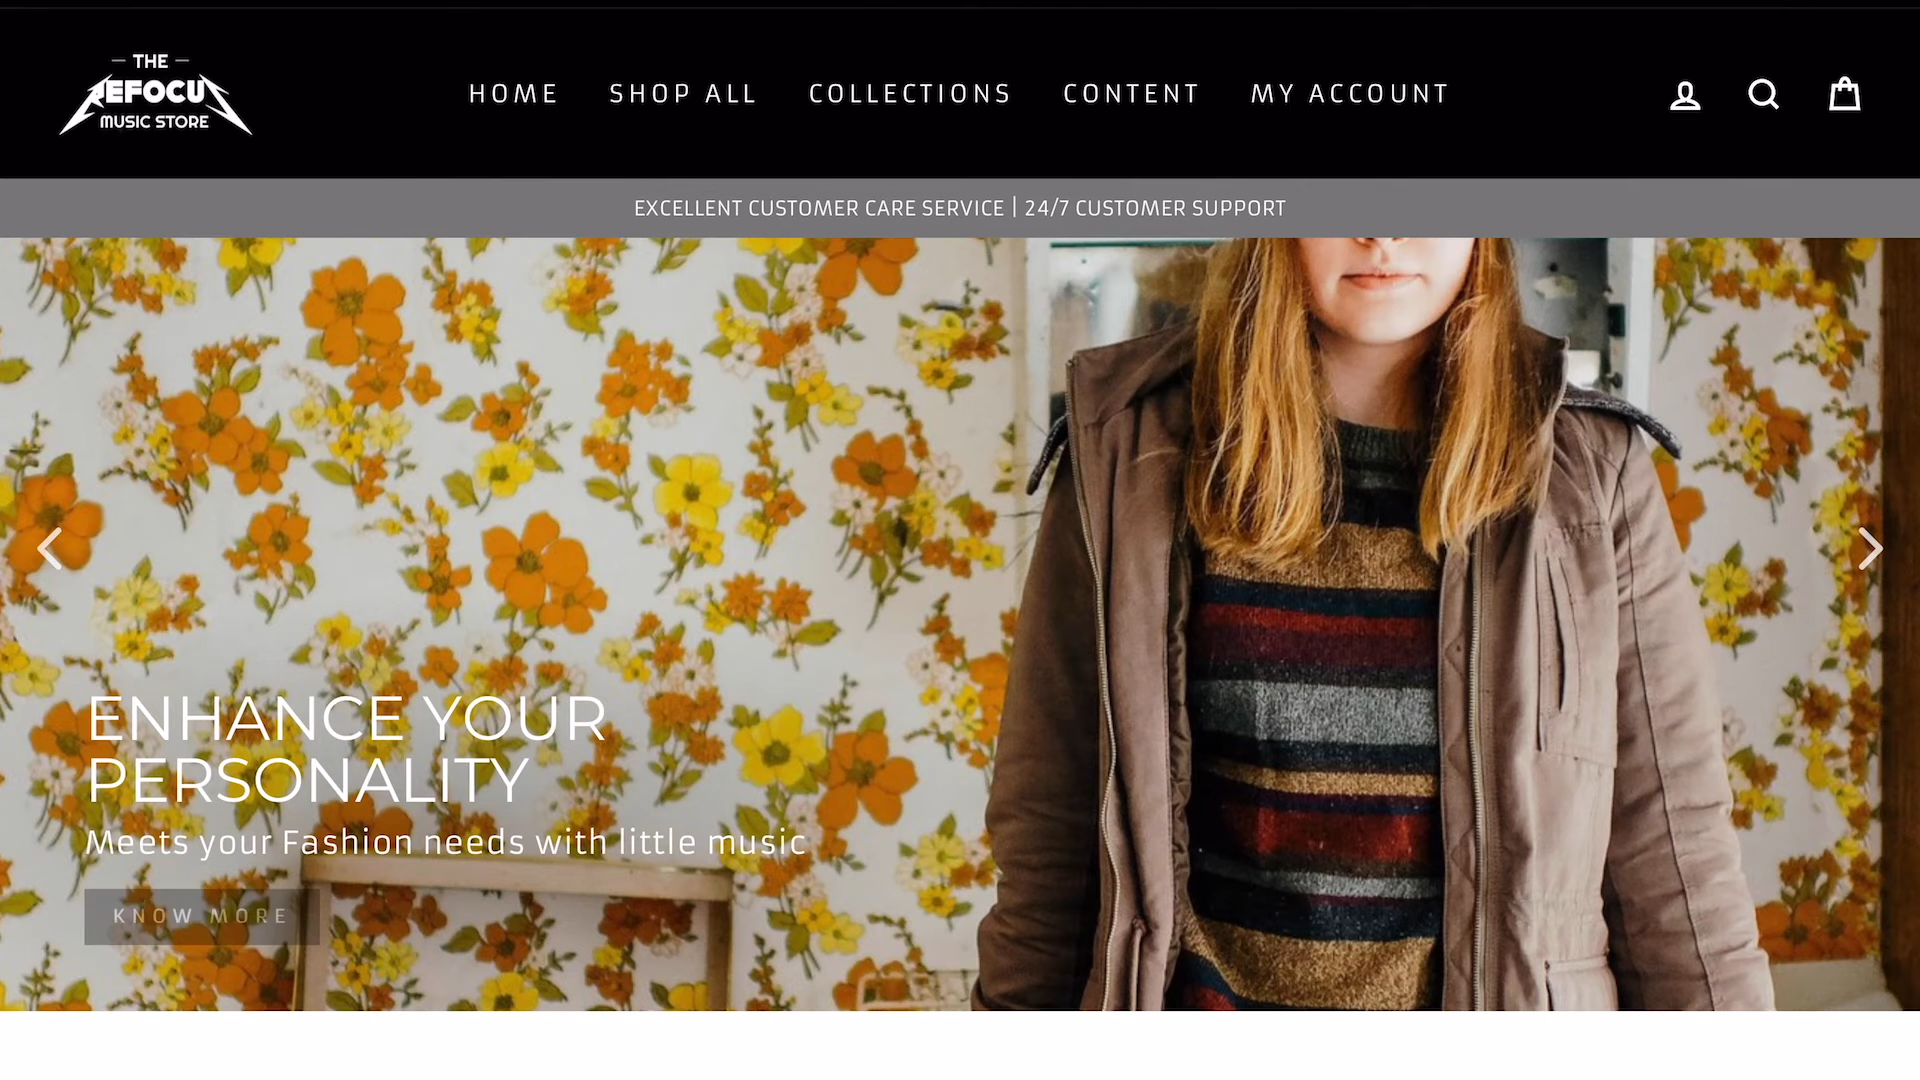 THE
REFOCUS
MUSIC STORE
HOME
SHOP ALL
COLLECTIONS
CONTENT
MY ACCOUNT
EXCELLENT CUSTOMER CARE SERVICE | 24/7 CUSTOMER SUPPORT
ENHANCE YOUR
PERSONALITY
Meets your Fashion needs with little music
KNOW MORE